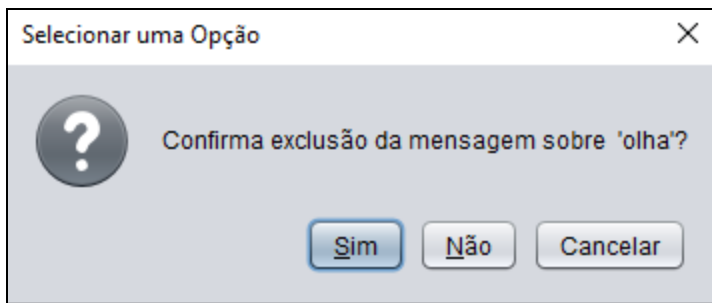 Selecionar uma Opção
?
Confirma exclusão da mensagem sobre 'olha'?
Sim Não Cancelar